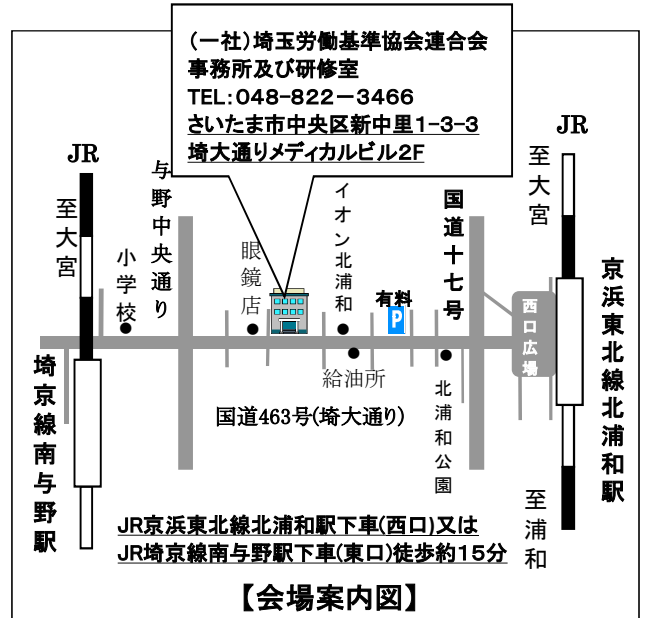 （一社）埼玉労働基準協会連合会
事務所及び研修室
TEL：048-822－3466
さいたま市中央区新中里1-3-3
埼大通りメディカルビル2F
JR
至大宮
小学校
与野中央通り
眼鏡店
イオン北浦和
有料
P
国道十七号
JR
至大宮
西口広場
京浜東北線北浦和駅
埼京線南与野駅
給油所
北浦和公園
国道463号(埼大通り)
至浦和
JR京浜東北線北浦和駅下車(西口)又は
JR埼京線南与野駅下車(東口)徒歩約15分
【会場案内図】